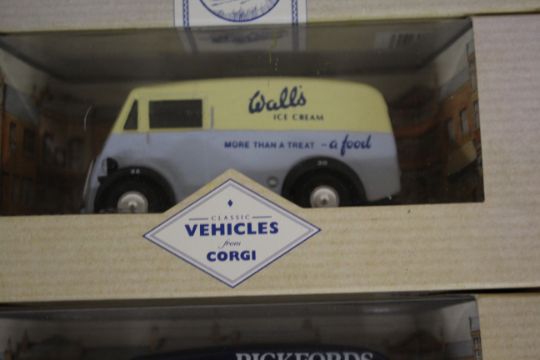 Wall's
ICE CREAM
MORE THAN A TREAT - a food
CLASSIC
VEHICLES
from
CORGI
PICKFORDS